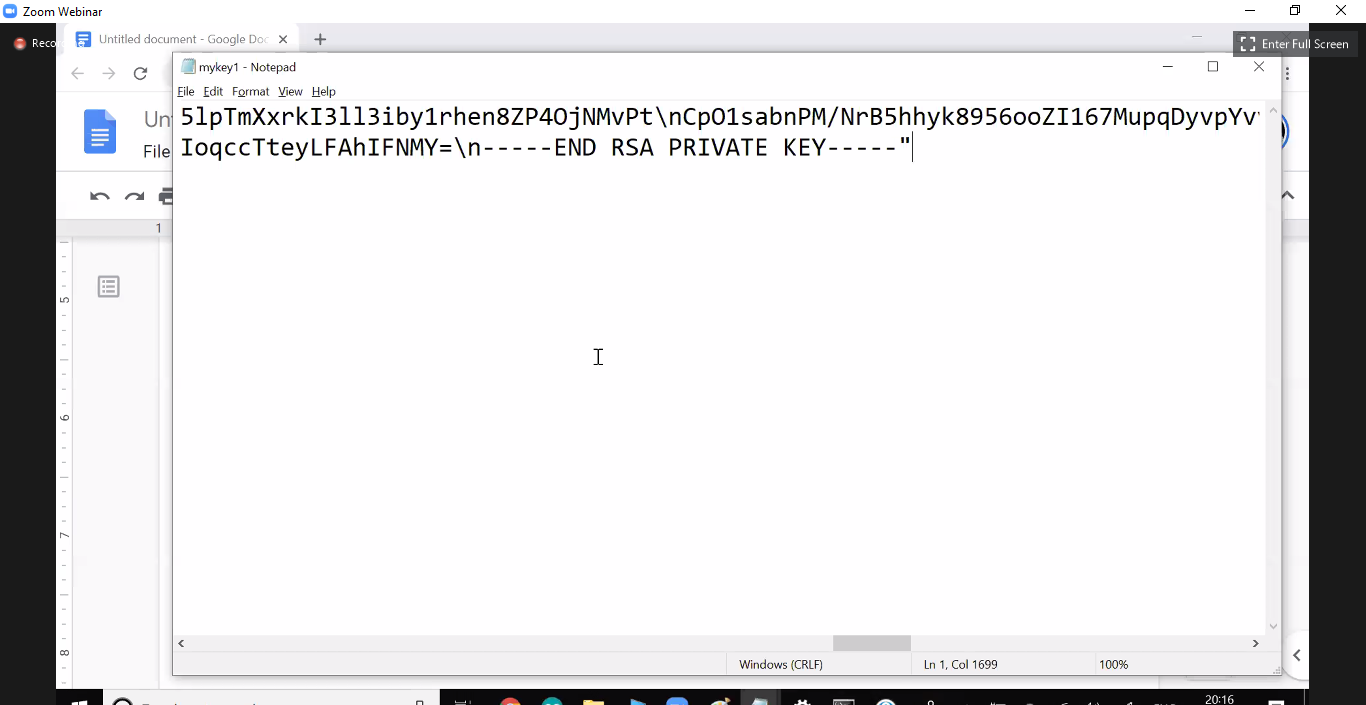 Zoom Webinar
Untitled document - Google Doc
Enter Full Screen
mykey1 - Notepad
File Edit Format View Help
5lpTmXxrkI3ll3iby1rhen8ZP4OjNMvPt\nCpO1sabnPM/NrB5hhyk8956ooZI167MupqDyvpYv
IoqccTteyLFAhIFNMY=\n-----END RSA PRIVATE KEY-----"
File
1
5
6
7
8
Windows (CRLF)
Ln 1, Col 1699
100%
20:16